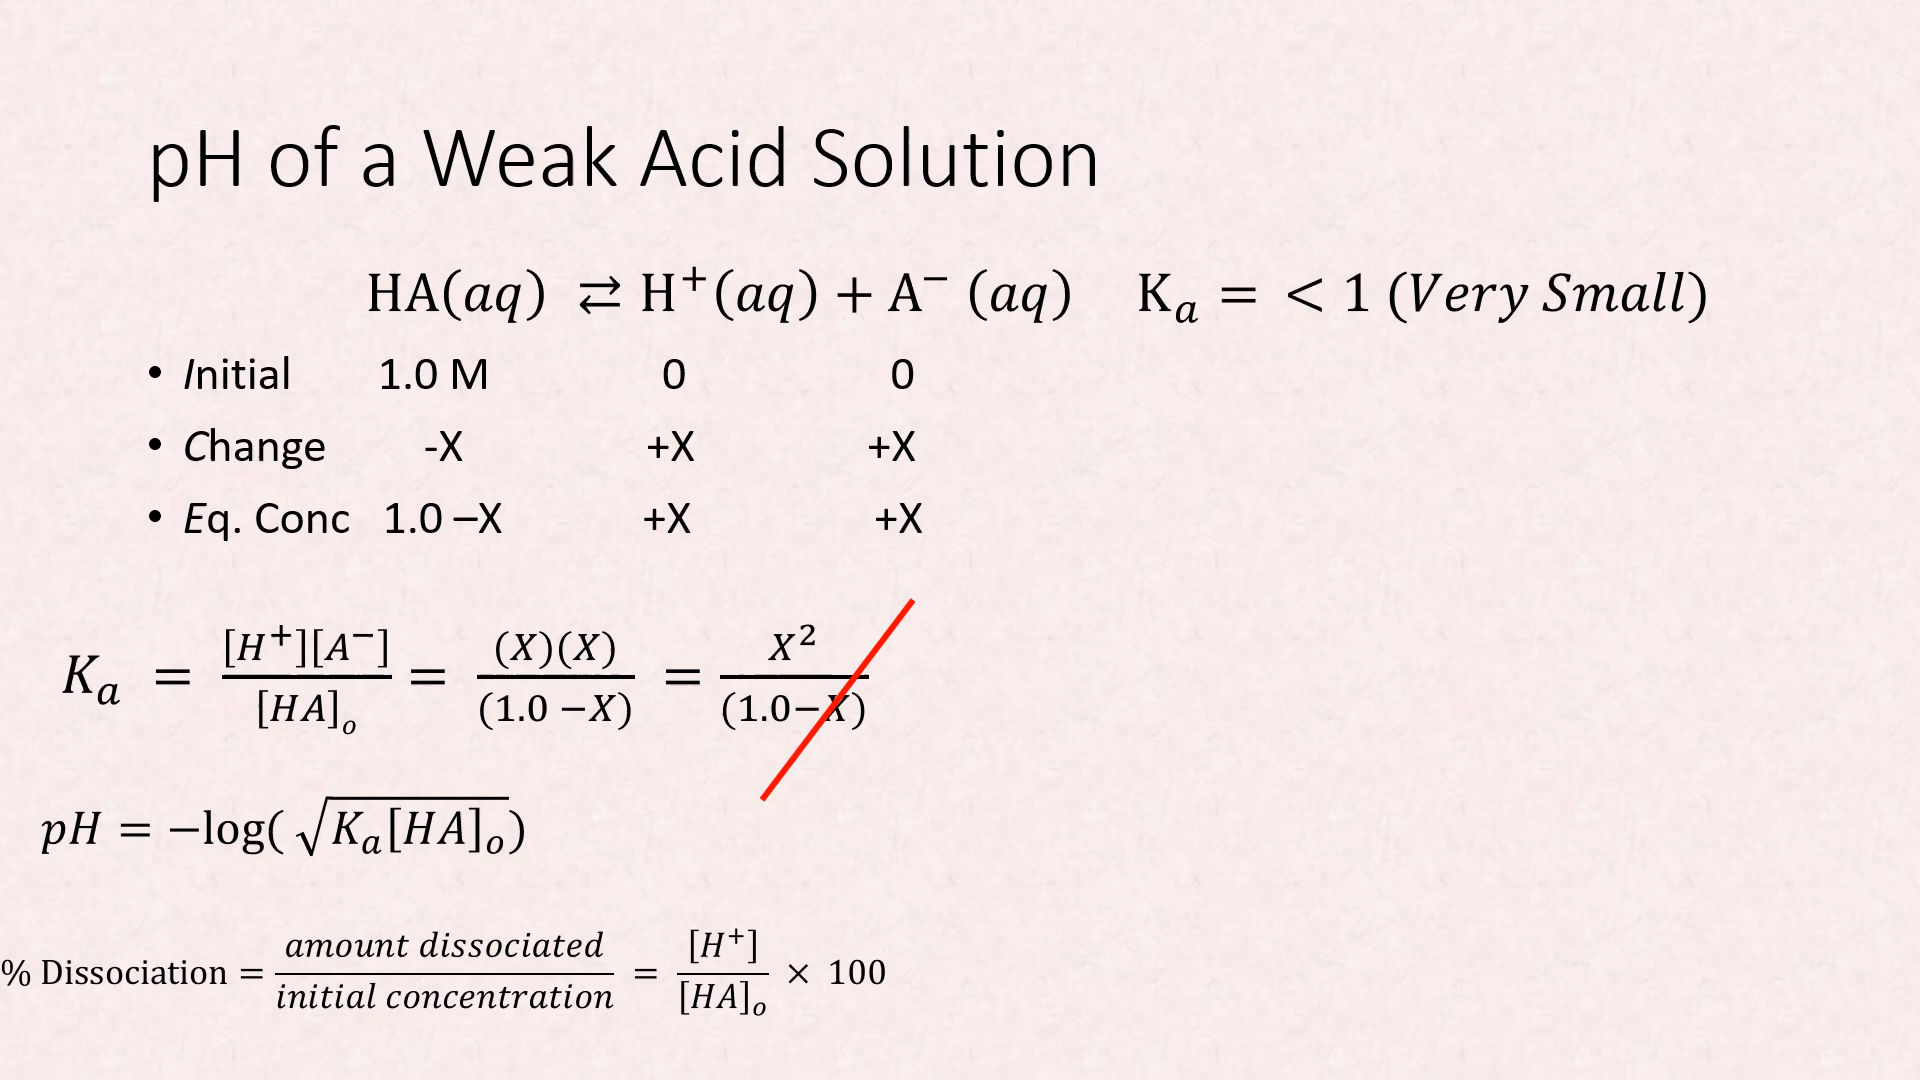 pH of a Weak Acid Solution
HA(aq) ⇄ H⁺(aq) + A⁻ (aq) Kₐ = < 1 (Very Small)
• Initial 1.0 M 0 0
• Change -X +X +X
• Eq. Conc 1.0 –X +X +X
Kₐ = [H⁺][A⁻]/[HA]ₒ = (X)(X)/(1.0 −X) = X²/(1.0−X)
pH = −log( √Kₐ[HA]ₒ)
% Dissociation = amount dissociated/initial concentration = [H⁺]/[HA]ₒ × 100